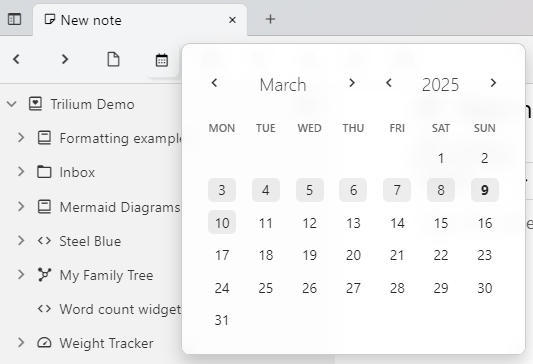 New note
Trilium Demo
Formatting example
Inbox
Mermaid Diagrams
Steel Blue
My Family Tree
Word count widget
Weight Tracker
March 2025
MON TUE WED THU FRI SAT SUN
1 2
3 4 5 6 7 8 9
10 11 12 13 14 15 16
17 18 19 20 21 22 23
24 25 26 27 28 29 30
31